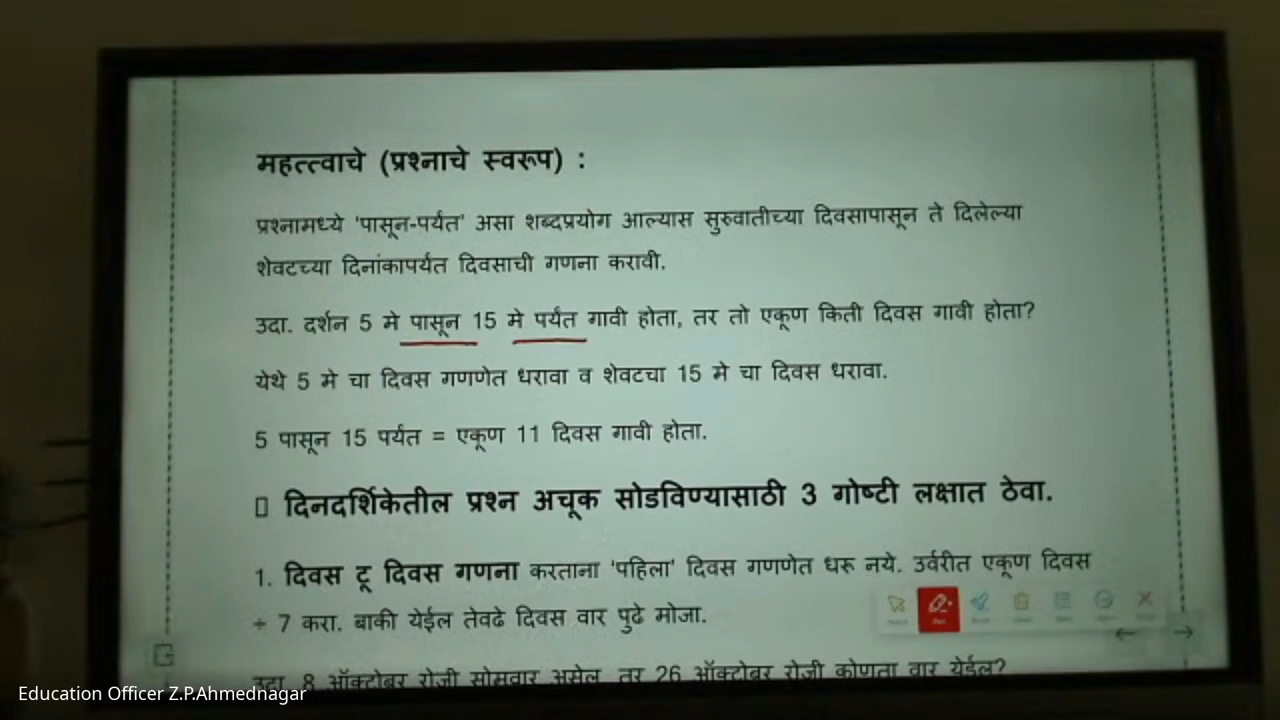 महत्त्वाचे (प्रश्नाचे स्वरूप) :
प्रश्नामध्ये 'पासून-पर्यंत' असा शब्दप्रयोग आल्यास सुरुवातीच्या दिवसापासून ते दिलेल्या
शेवटच्या दिनांकापर्यंत दिवसाची गणना करावी.
उदा. दर्शन 5 मे पासून 15 मे पर्यंत गावी होता, तर तो एकूण किती दिवस गावी होता?
येथे 5 मे चा दिवस गणणेत धरावा व शेवटचा 15 मे चा दिवस धरावा.
5 पासून 15 पर्यंत = एकूण 11 दिवस गावी होता.
दिनदर्शिकेतील प्रश्न अचूक सोडविण्यासाठी 3 गोष्टी लक्षात ठेवा.
1. दिवस टू दिवस गणना करताना 'पहिला' दिवस गणणेत धरू नये. उर्वरीत एकूण दिवस
÷ 7 करा. बाकी येईल तेवढे दिवस वार पुढे मोजा.
उदा. 8 ऑक्टोबर रोजी सोमवार असेल तर 26 ऑक्टोबर रोजी कोणता वार येईल?
Education Officer Z.P.Ahmednagar